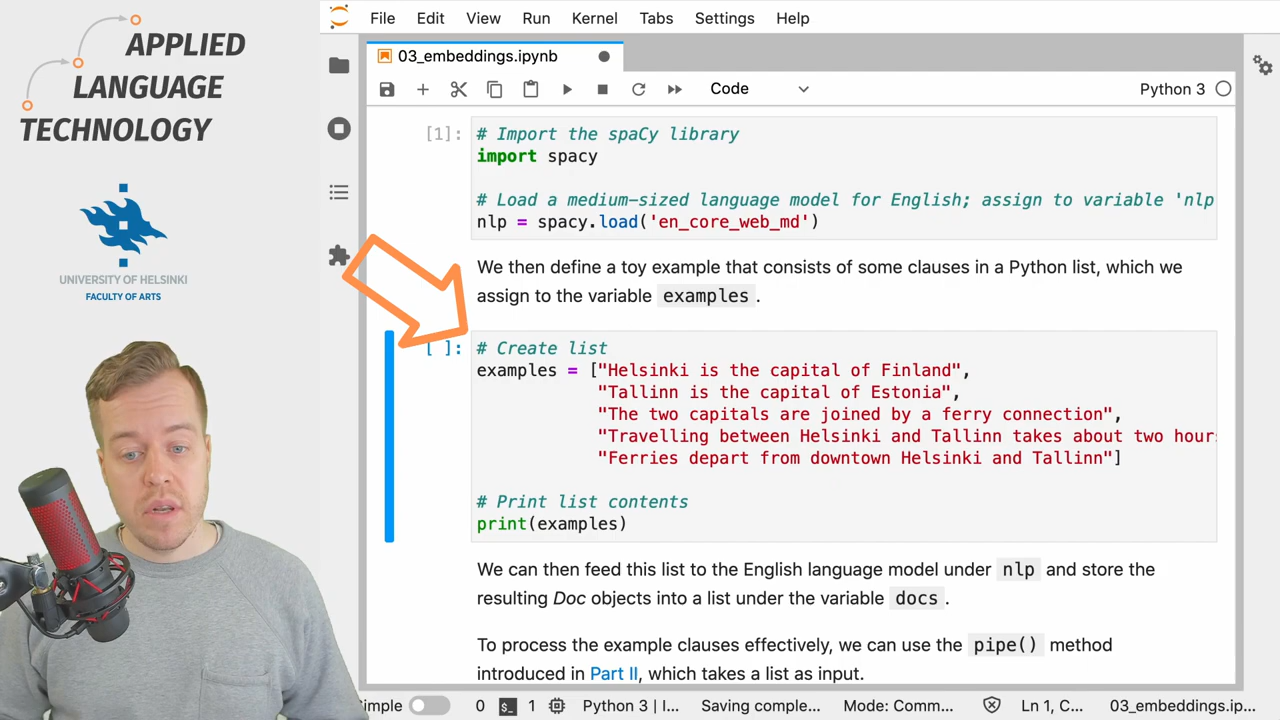 APPLIED
LANGUAGE
TECHNOLOGY
UNIVERSITY OF HELSINKI
FACULTY OF ARTS
File Edit View Run Kernel Tabs Settings Help
03_embeddings.ipynb
Code
Python 3
[1]: # Import the spaCy library
import spacy
# Load a medium-sized language model for English; assign to variable 'nlp
nlp = spacy.load('en_core_web_md')
We then define a toy example that consists of some clauses in a Python list, which we
assign to the variable examples.
[ ]: # Create list
examples = ["Helsinki is the capital of Finland",
"Tallinn is the capital of Estonia",
"The two capitals are joined by a ferry connection",
"Travelling between Helsinki and Tallinn takes about two hours
"Ferries depart from downtown Helsinki and Tallinn"]
# Print list contents
print(examples)
We can then feed this list to the English language model under nlp and store the
resulting Doc objects into a list under the variable docs.
To process the example clauses effectively, we can use the pipe() method
introduced in Part II, which takes a list as input.
imple 0 $_ 1 Python 3 | I... Saving comple... Mode: Comm... Ln 1, C... 03_embeddings.ip...